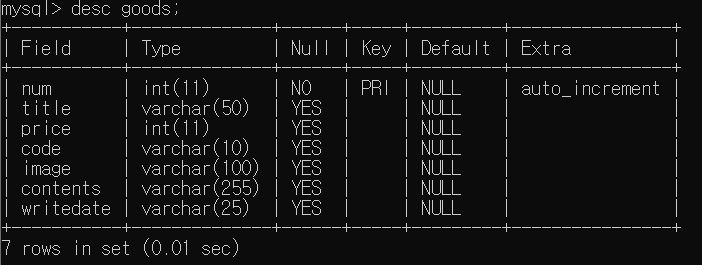 mysql> desc goods;
+-----------+--------------+------+-----+---------+----------------+
| Field     | Type         | Null | Key | Default | Extra          |
+-----------+--------------+------+-----+---------+----------------+
| num       | int(11)      | NO   | PRI | NULL    | auto_increment |
| title     | varchar(50)  | YES  |     | NULL    |                |
| price     | int(11)      | YES  |     | NULL    |                |
| code      | varchar(10)  | YES  |     | NULL    |                |
| image     | varchar(100) | YES  |     | NULL    |                |
| contents  | varchar(255) | YES  |     | NULL    |                |
| writedate | varchar(25)  | YES  |     | NULL    |                |
+-----------+--------------+------+-----+---------+----------------+
7 rows in set (0.01 sec)